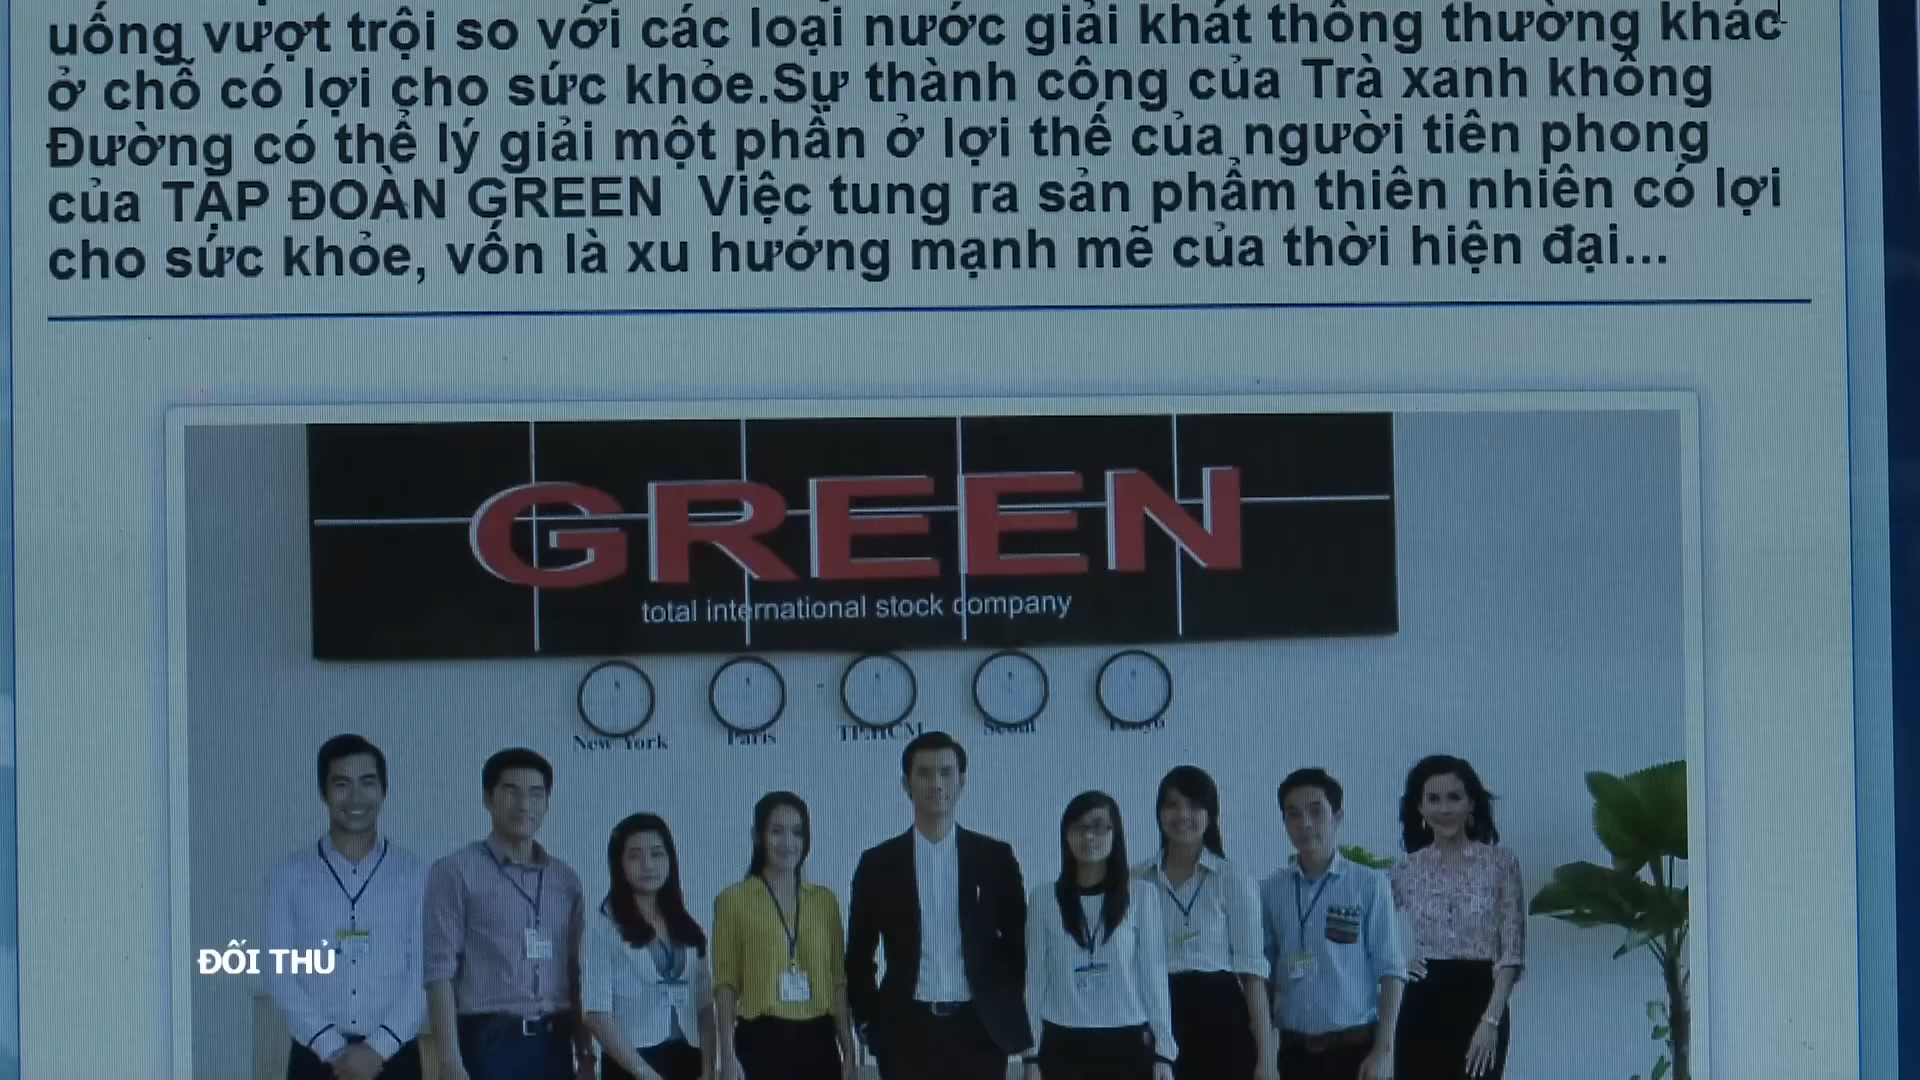 uống vượt trội so với các loại nước giải khát thông thường khác
ở chỗ có lợi cho sức khỏe.Sự thành công của Trà xanh không
Đường có thể lý giải một phần ở lợi thế của người tiên phong
của TẬP ĐOÀN GREEN Việc tung ra sản phẩm thiên nhiên có lợi
cho sức khỏe, vốn là xu hướng mạnh mẽ của thời hiện đại...
GREEN
total international stock company
New York Paris TP.HCM Seoul Tokyo
ĐỐI THỦ